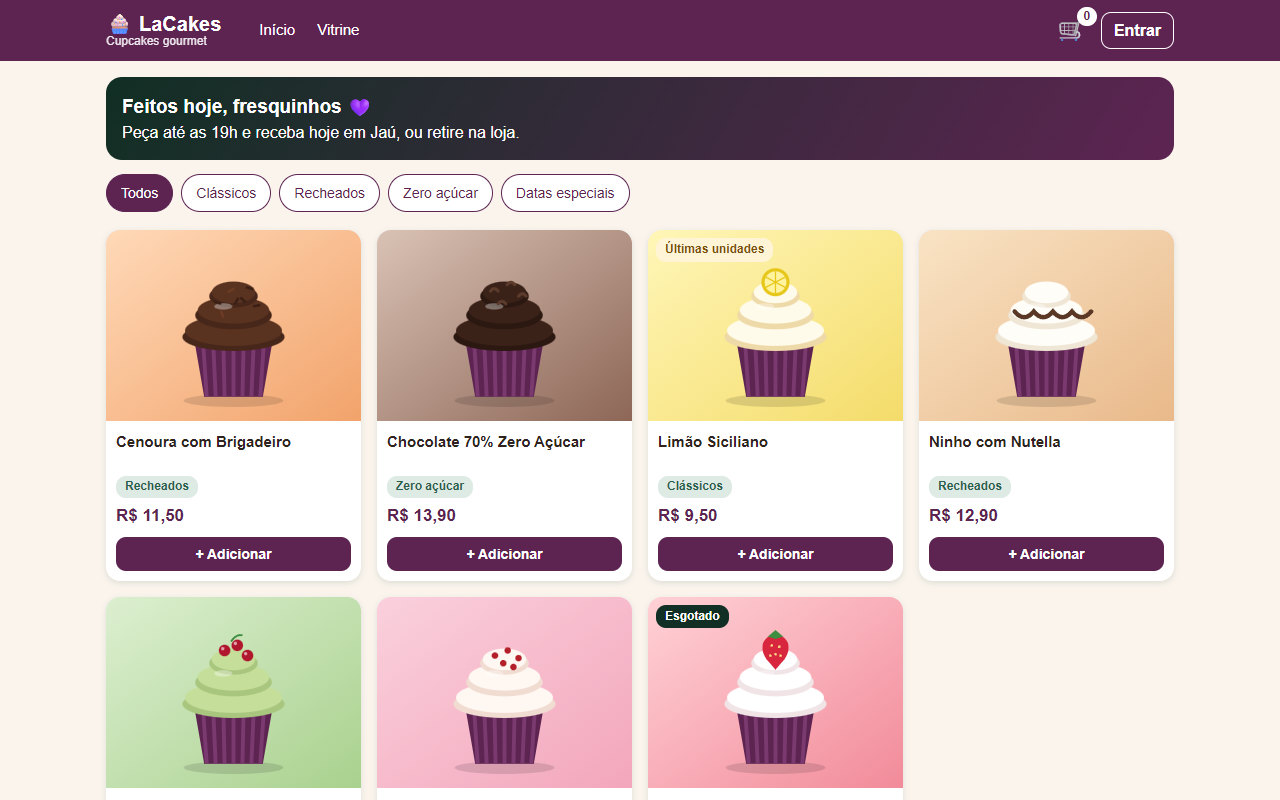 LaCakes
Cupcakes gourmet
Início
Vitrine
0
Entrar
Feitos hoje, fresquinhos 💜
Peça até as 19h e receba hoje em Jaú, ou retire na loja.
Todos
Clássicos
Recheados
Zero açúcar
Datas especiais
Cenoura com Brigadeiro
Recheados
R$ 11,50
+ Adicionar
Chocolate 70% Zero Açúcar
Zero açúcar
R$ 13,90
+ Adicionar
Últimas unidades
Limão Siciliano
Clássicos
R$ 9,50
+ Adicionar
Ninho com Nutella
Recheados
R$ 12,90
+ Adicionar
Esgotado